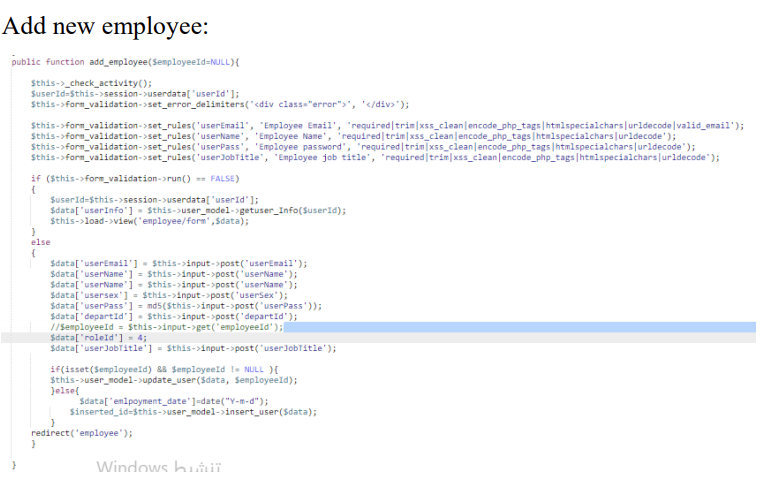 Add new employee:
public function add_employee($employeeId=NULL){
$this->_check_activity();
$userId=$this->session->userdata['userId'];
$this->form_validation->set_error_delimiters('<div class="error">', '</div>');
$this->form_validation->set_rules('userEmail', 'Employee Email', 'required|trim|xss_clean|encode_php_tags|htmlspecialchars|urldecode|valid_email');
$this->form_validation->set_rules('userName', 'Employee Name', 'required|trim|xss_clean|encode_php_tags|htmlspecialchars|urldecode');
$this->form_validation->set_rules('userPass', 'Employee password', 'required|trim|xss_clean|encode_php_tags|htmlspecialchars|urldecode');
$this->form_validation->set_rules('userJobTitle', 'Employee job title', 'required|trim|xss_clean|encode_php_tags|htmlspecialchars|urldecode');
if ($this->form_validation->run() == FALSE)
{
$userId=$this->session->userdata['userId'];
$data['userInfo'] = $this->user_model->getuser_Info($userId);
$this->load->view('employee/form',$data);
}
else
{
$data['userEmail'] = $this->input->post('userEmail');
$data['userName'] = $this->input->post('userName');
$data['userName'] = $this->input->post('userName');
$data['usersex'] = $this->input->post('userSex');
$data['userPass'] = md5($this->input->post('userPass'));
$data['departId'] = $this->input->post('departId');
//$employeeId = $this->input->get('employeeId');
$data['roleId'] = 4;
$data['userJobTitle'] = $this->input->post('userJobTitle');
if(isset($employeeId) && $employeeId != NULL ){
$this->user_model->update_user($data, $employeeId);
}else{
$data['emlpoyment_date']=date("Y-m-d");
$inserted_id=$this->user_model->insert_user($data);
}
redirect('employee');
}
}
تنشيط Windows